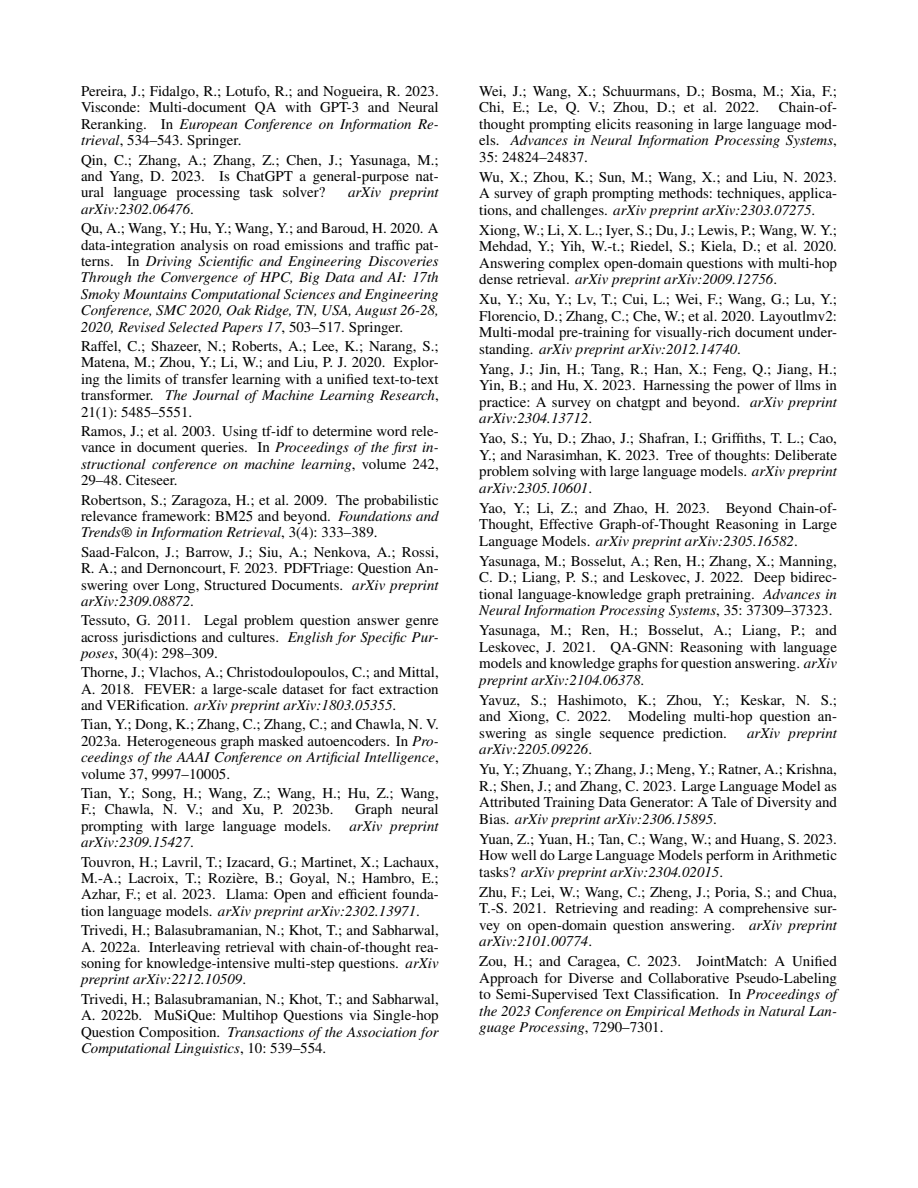 Pereira, J.; Fidalgo, R.; Lotufo, R.; and Nogueira, R. 2023.
Visconde: Multi-document QA with GPT-3 and Neural
Reranking. In European Conference on Information Re-
trieval, 534–543. Springer.
Qin, C.; Zhang, A.; Zhang, Z.; Chen, J.; Yasunaga, M.;
and Yang, D. 2023. Is ChatGPT a general-purpose nat-
ural language processing task solver? arXiv preprint
arXiv:2302.06476.
Qu, A.; Wang, Y.; Hu, Y.; Wang, Y.; and Baroud, H. 2020. A
data-integration analysis on road emissions and traffic pat-
terns. In Driving Scientific and Engineering Discoveries
Through the Convergence of HPC, Big Data and AI: 17th
Smoky Mountains Computational Sciences and Engineering
Conference, SMC 2020, Oak Ridge, TN, USA, August 26-28,
2020, Revised Selected Papers 17, 503–517. Springer.
Raffel, C.; Shazeer, N.; Roberts, A.; Lee, K.; Narang, S.;
Matena, M.; Zhou, Y.; Li, W.; and Liu, P. J. 2020. Explor-
ing the limits of transfer learning with a unified text-to-text
transformer. The Journal of Machine Learning Research,
21(1): 5485–5551.
Ramos, J.; et al. 2003. Using tf-idf to determine word rele-
vance in document queries. In Proceedings of the first in-
structional conference on machine learning, volume 242,
29–48. Citeseer.
Robertson, S.; Zaragoza, H.; et al. 2009. The probabilistic
relevance framework: BM25 and beyond. Foundations and
Trends® in Information Retrieval, 3(4): 333–389.
Saad-Falcon, J.; Barrow, J.; Siu, A.; Nenkova, A.; Rossi,
R. A.; and Dernoncourt, F. 2023. PDFTriage: Question An-
swering over Long, Structured Documents. arXiv preprint
arXiv:2309.08872.
Tessuto, G. 2011. Legal problem question answer genre
across jurisdictions and cultures. English for Specific Pur-
poses, 30(4): 298–309.
Thorne, J.; Vlachos, A.; Christodoulopoulos, C.; and Mittal,
A. 2018. FEVER: a large-scale dataset for fact extraction
and VERification. arXiv preprint arXiv:1803.05355.
Tian, Y.; Dong, K.; Zhang, C.; Zhang, C.; and Chawla, N. V.
2023a. Heterogeneous graph masked autoencoders. In Pro-
ceedings of the AAAI Conference on Artificial Intelligence,
volume 37, 9997–10005.
Tian, Y.; Song, H.; Wang, Z.; Wang, H.; Hu, Z.; Wang,
F.; Chawla, N. V.; and Xu, P. 2023b. Graph neural
prompting with large language models. arXiv preprint
arXiv:2309.15427.
Touvron, H.; Lavril, T.; Izacard, G.; Martinet, X.; Lachaux,
M.-A.; Lacroix, T.; Rozière, B.; Goyal, N.; Hambro, E.;
Azhar, F.; et al. 2023. Llama: Open and efficient founda-
tion language models. arXiv preprint arXiv:2302.13971.
Trivedi, H.; Balasubramanian, N.; Khot, T.; and Sabharwal,
A. 2022a. Interleaving retrieval with chain-of-thought rea-
soning for knowledge-intensive multi-step questions. arXiv
preprint arXiv:2212.10509.
Trivedi, H.; Balasubramanian, N.; Khot, T.; and Sabharwal,
A. 2022b. MuSiQue: Multihop Questions via Single-hop
Question Composition. Transactions of the Association for
Computational Linguistics, 10: 539–554.
Wei, J.; Wang, X.; Schuurmans, D.; Bosma, M.; Xia, F.;
Chi, E.; Le, Q. V.; Zhou, D.; et al. 2022. Chain-of-
thought prompting elicits reasoning in large language mod-
els. Advances in Neural Information Processing Systems,
35: 24824–24837.
Wu, X.; Zhou, K.; Sun, M.; Wang, X.; and Liu, N. 2023.
A survey of graph prompting methods: techniques, applica-
tions, and challenges. arXiv preprint arXiv:2303.07275.
Xiong, W.; Li, X. L.; Iyer, S.; Du, J.; Lewis, P.; Wang, W. Y.;
Mehdad, Y.; Yih, W.-t.; Riedel, S.; Kiela, D.; et al. 2020.
Answering complex open-domain questions with multi-hop
dense retrieval. arXiv preprint arXiv:2009.12756.
Xu, Y.; Xu, Y.; Lv, T.; Cui, L.; Wei, F.; Wang, G.; Lu, Y.;
Florencio, D.; Zhang, C.; Che, W.; et al. 2020. Layoutlmv2:
Multi-modal pre-training for visually-rich document under-
standing. arXiv preprint arXiv:2012.14740.
Yang, J.; Jin, H.; Tang, R.; Han, X.; Feng, Q.; Jiang, H.;
Yin, B.; and Hu, X. 2023. Harnessing the power of llms in
practice: A survey on chatgpt and beyond. arXiv preprint
arXiv:2304.13712.
Yao, S.; Yu, D.; Zhao, J.; Shafran, I.; Griffiths, T. L.; Cao,
Y.; and Narasimhan, K. 2023. Tree of thoughts: Deliberate
problem solving with large language models. arXiv preprint
arXiv:2305.10601.
Yao, Y.; Li, Z.; and Zhao, H. 2023. Beyond Chain-of-
Thought, Effective Graph-of-Thought Reasoning in Large
Language Models. arXiv preprint arXiv:2305.16582.
Yasunaga, M.; Bosselut, A.; Ren, H.; Zhang, X.; Manning,
C. D.; Liang, P. S.; and Leskovec, J. 2022. Deep bidirec-
tional language-knowledge graph pretraining. Advances in
Neural Information Processing Systems, 35: 37309–37323.
Yasunaga, M.; Ren, H.; Bosselut, A.; Liang, P.; and
Leskovec, J. 2021. QA-GNN: Reasoning with language
models and knowledge graphs for question answering. arXiv
preprint arXiv:2104.06378.
Yavuz, S.; Hashimoto, K.; Zhou, Y.; Keskar, N. S.;
and Xiong, C. 2022. Modeling multi-hop question an-
swering as single sequence prediction. arXiv preprint
arXiv:2205.09226.
Yu, Y.; Zhuang, Y.; Zhang, J.; Meng, Y.; Ratner, A.; Krishna,
R.; Shen, J.; and Zhang, C. 2023. Large Language Model as
Attributed Training Data Generator: A Tale of Diversity and
Bias. arXiv preprint arXiv:2306.15895.
Yuan, Z.; Yuan, H.; Tan, C.; Wang, W.; and Huang, S. 2023.
How well do Large Language Models perform in Arithmetic
tasks? arXiv preprint arXiv:2304.02015.
Zhu, F.; Lei, W.; Wang, C.; Zheng, J.; Poria, S.; and Chua,
T.-S. 2021. Retrieving and reading: A comprehensive sur-
vey on open-domain question answering. arXiv preprint
arXiv:2101.00774.
Zou, H.; and Caragea, C. 2023. JointMatch: A Unified
Approach for Diverse and Collaborative Pseudo-Labeling
to Semi-Supervised Text Classification. In Proceedings of
the 2023 Conference on Empirical Methods in Natural Lan-
guage Processing, 7290–7301.